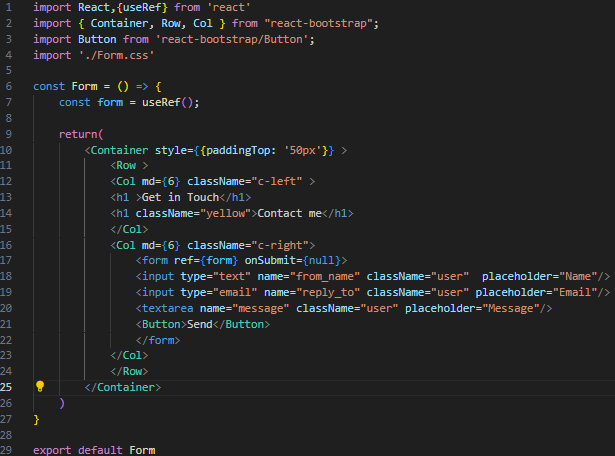 1 import React,{useRef} from 'react'
2 import { Container, Row, Col } from "react-bootstrap";
3 import Button from 'react-bootstrap/Button';
4 import './Form.css'
5
6 const Form = () => {
7     const form = useRef();
8
9     return(
10         <Container style={{paddingTop: '50px'}} >
11             <Row >
12             <Col md={6} className="c-left" >
13             <h1 >Get in Touch</h1>
14             <h1 className="yellow">Contact me</h1>
15             </Col>
16             <Col md={6} className="c-right">
17                 <form ref={form} onSubmit={null}>
18                 <input type="text" name="from_name" className="user"  placeholder="Name"/>
19                 <input type="email" name="reply_to" className="user" placeholder="Email"/>
20                 <textarea name="message" className="user" placeholder="Message"/>
21                 <Button>Send</Button>
22                 </form>
23             </Col>
24             </Row>
25         </Container>
26     )
27 }
28
29 export default Form